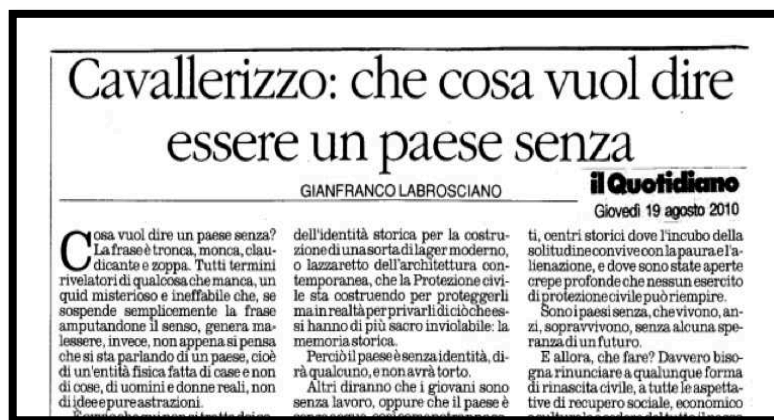 Cavallerizzo: che cosa vuol dire
essere un paese senza
GIANFRANCO LABROSCIANO
il Quotidiano
Giovedì 19 agosto 2010
Cosa vuol dire un paese senza?
La frase è tronca, monca, clau-
dicante e zoppa. Tutti termini
rivelatori di qualcosa che manca, un
quid misterioso e ineffabile che, se
sospende semplicemente la frase
amputandone il senso, genera ma-
lessere, invece, non appena si pensa
che si sta parlando di un paese, cioè
di un'entità fisica fatta di case e non
di cose, di uomini e donne reali, non
di idee e pure astrazioni.
dell'identità storica per la costru-
zione di una sorta di lager moderno,
o lazzaretto dell'architettura con-
temporanea, che la Protezione civi-
le sta costruendo per proteggerli
ma in realtà per privarli di ciò che es-
si hanno di più sacro inviolabile: la
memoria storica.
Perciò il paese è senza identità, di-
rà qualcuno, e non avrà torto.
Altri diranno che i giovani sono
senza lavoro, oppure che il paese è
ti, centri storici dove l'incubo della
solitudine convive con la paura e l'a-
lienazione, e dove sono state aperte
crepe profonde che nessun esercito
di protezione civile può riempire.
Sono i paesi senza, che vivono, an-
zi, sopravvivono, senza alcuna spe-
ranza di un futuro.
E allora, che fare? Davvero biso-
gna rinunciare a qualunque forma
di rinascita civile, a tutte le aspetta-
tive di recupero sociale, economico